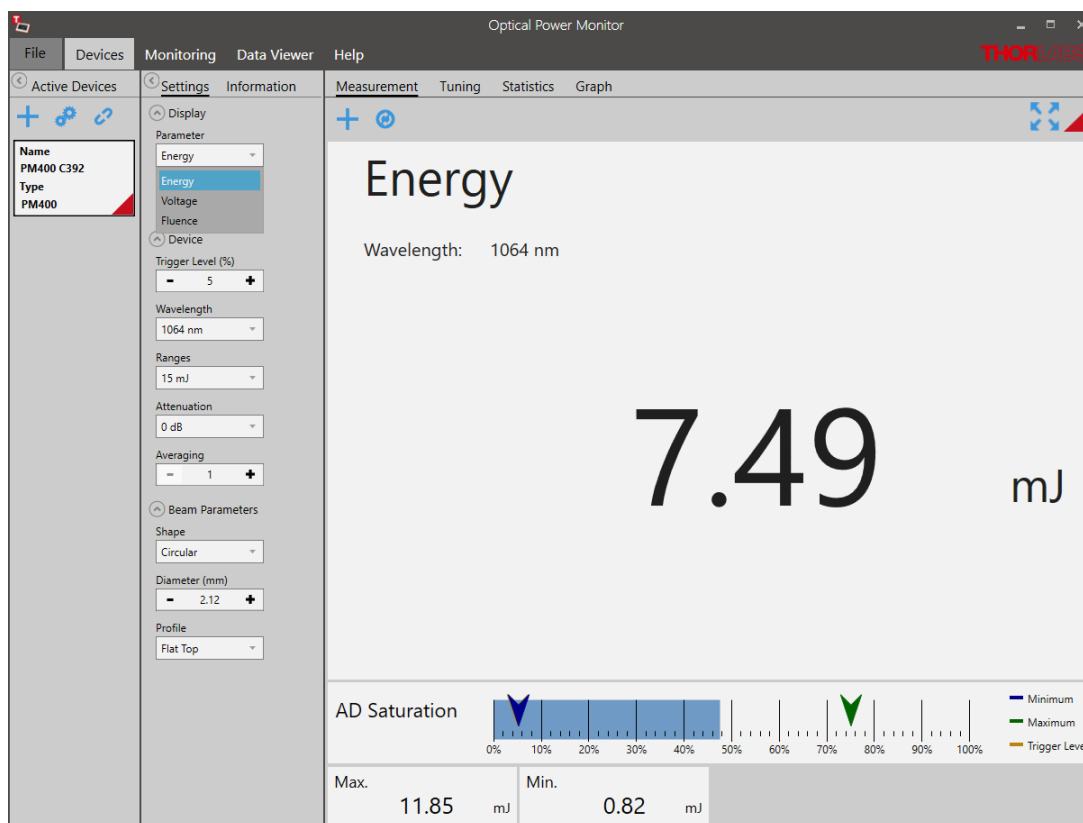 Optical Power Monitor
File Devices Monitoring Data Viewer Help
THORLABS
Active Devices
Name
PM400 C392
Type
PM400
Settings Information
Display
Parameter
Energy
Energy
Voltage
Fluence
Device
Trigger Level (%)
- 5 +
Wavelength
1064 nm
Ranges
15 mJ
Attenuation
0 dB
Averaging
- 1 +
Beam Parameters
Shape
Circular
Diameter (mm)
- 2.12 +
Profile
Flat Top
Measurement Tuning Statistics Graph
Energy
Wavelength: 1064 nm
7.49 mJ
AD Saturation
0% 10% 20% 30% 40% 50% 60% 70% 80% 90% 100%
Minimum
Maximum
Trigger Leve
Max.
11.85 mJ
Min.
0.82 mJ